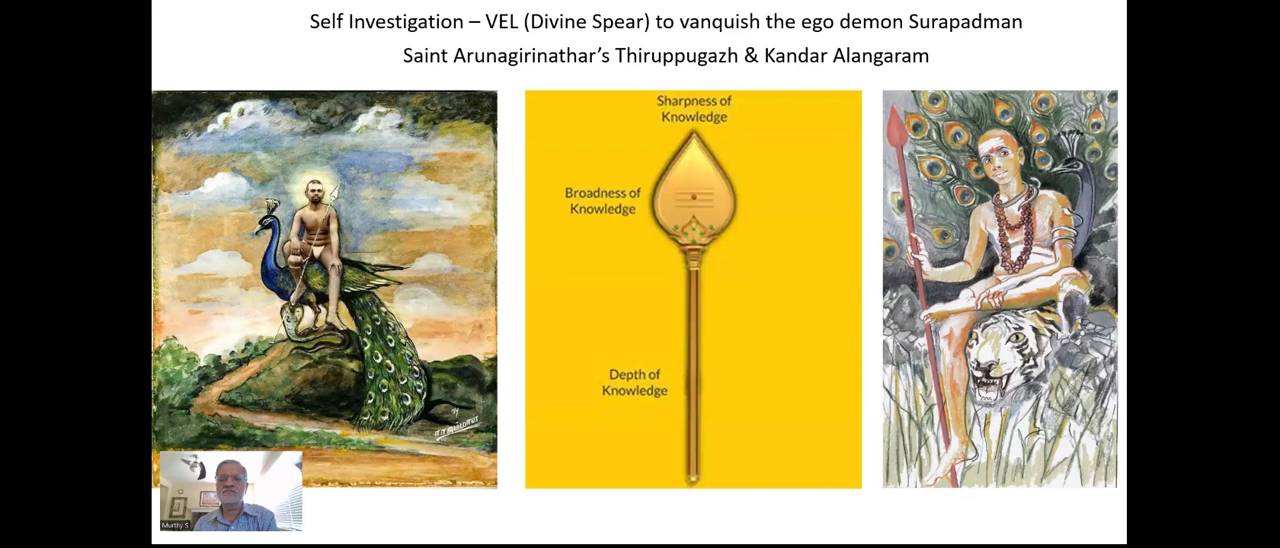 Self Investigation – VEL (Divine Spear) to vanquish the ego demon Surapadman
Saint Arunagirinathar's Thiruppugazh & Kandar Alangaram
Sharpness of
Knowledge
Broadness of
Knowledge
Depth of
Knowledge
Murthy S